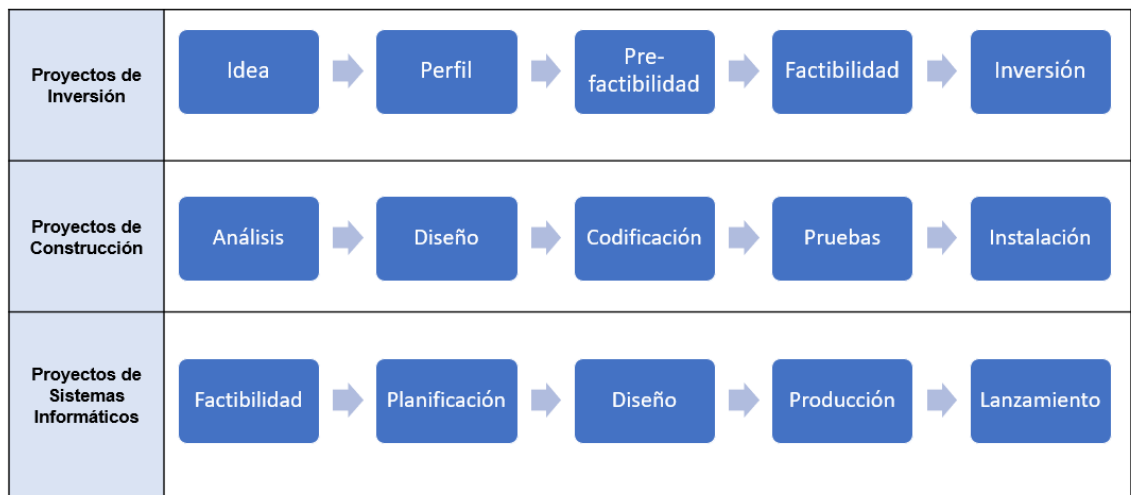 Proyectos de
Inversión
Idea
Perfil
Pre-
factibilidad
Factibilidad
Inversión
Proyectos de
Construcción
Análisis
Diseño
Codificación
Pruebas
Instalación
Proyectos de
Sistemas
Informáticos
Factibilidad
Planificación
Diseño
Producción
Lanzamiento